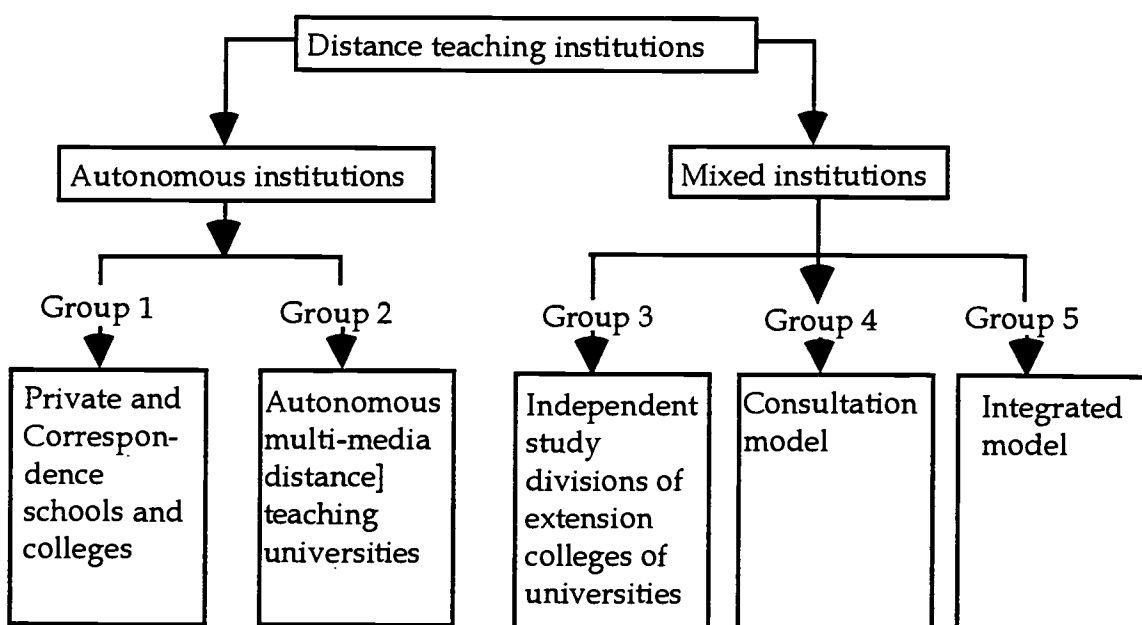 Distance teaching institutions
Autonomous institutions
Mixed institutions
Group 1
Group 2
Group 3
Group 4
Group 5
Private and
Correspon-
dence
schools and
colleges
Autonomous
multi-media
distance]
teaching
universities
Independent
study
divisions of
extension
colleges of
universities
Consultation
model
Integrated
model